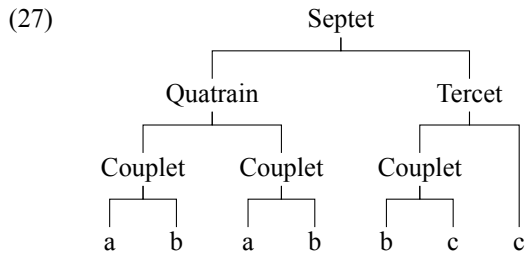 (27) Septet
Quatrain Tercet
Couplet Couplet Couplet
a b a b b c c